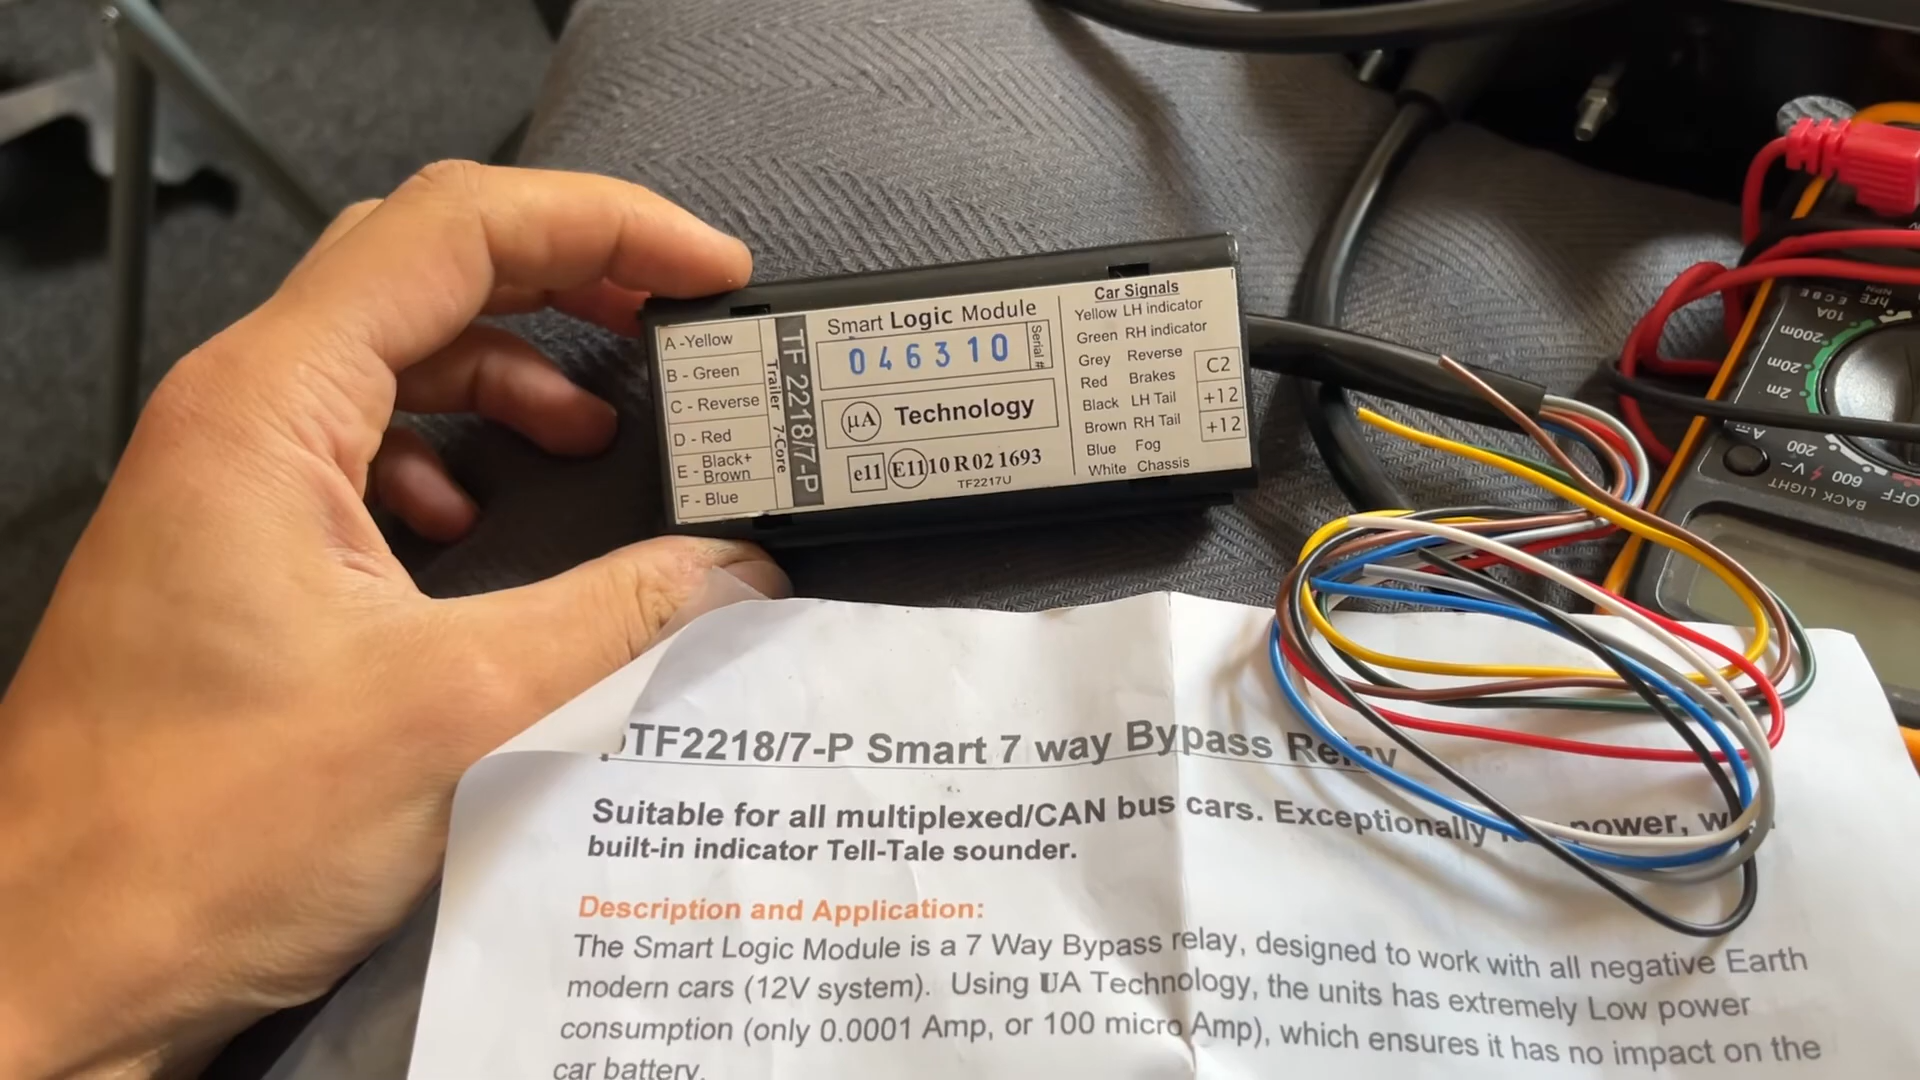 A -Yellow
B - Green
C - Reverse
D - Red
E - Black+ Brown
F - Blue
Trailer 7-Core
TF 2218/7-P
Smart Logic Module
046310
Serial #
µA Technology
e11 E11 10 R 02 1693
TF2217U
Car Signals
Yellow LH indicator
Green RH indicator
Grey Reverse
Red Brakes
Black LH Tail
Brown RH Tail
Blue Fog
White Chassis
C2
+12
+12
TF2218/7-P Smart 7 way Bypass Relay
Suitable for all multiplexed/CAN bus cars. Exceptionally power,
built-in indicator Tell-Tale sounder.
Description and Application:
The Smart Logic Module is a 7 Way Bypass relay, designed to work with all negative Earth
modern cars (12V system). Using UA Technology, the units has extremely Low power
consumption (only 0.0001 Amp, or 100 micro Amp), which ensures it has no impact on the
car battery.
hFE
NPN
E C B E
10A
200m
20m
2m
200
600
V~
OFF
BACK LIGHT